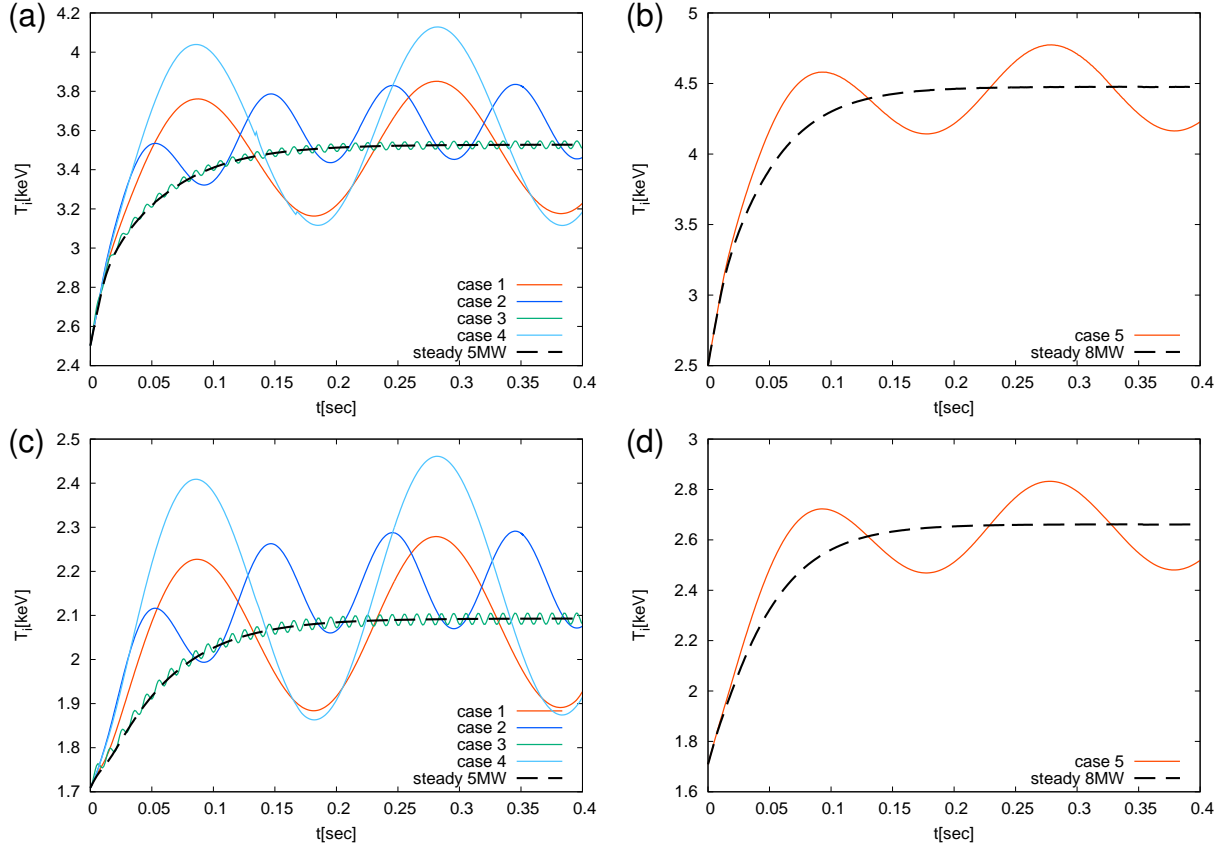 (a)
T_i[keV]
4.2
4
3.8
3.6
3.4
3.2
3
2.8
2.6
2.4
case 1
case 2
case 3
case 4
steady 5MW
0 0.05 0.1 0.15 0.2 0.25 0.3 0.35 0.4
t[sec]
(b)
T_i[keV]
5
4.5
4
3.5
3
2.5
case 5
steady 8MW
0 0.05 0.1 0.15 0.2 0.25 0.3 0.35 0.4
t[sec]
(c)
T_i[keV]
2.5
2.4
2.3
2.2
2.1
2
1.9
1.8
1.7
case 1
case 2
case 3
case 4
steady 5MW
0 0.05 0.1 0.15 0.2 0.25 0.3 0.35 0.4
t[sec]
(d)
T_i[keV]
3
2.8
2.6
2.4
2.2
2
1.8
1.6
case 5
steady 8MW
0 0.05 0.1 0.15 0.2 0.25 0.3 0.35 0.4
t[sec]